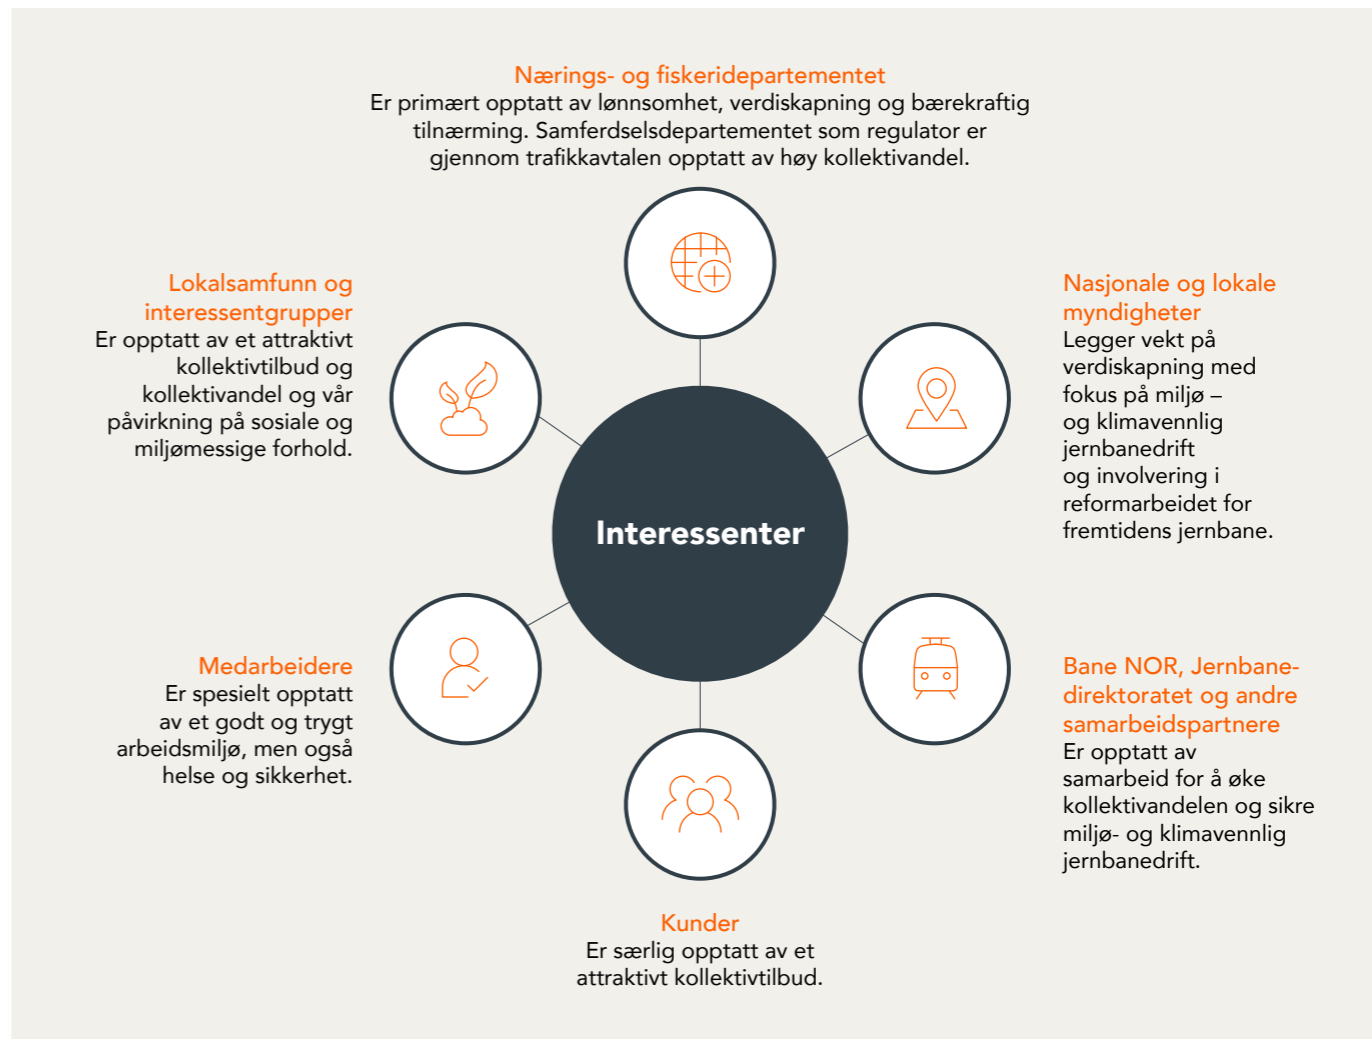 Nærings- og fiskeridepartementet
Er primært opptatt av lønnsomhet, verdiskapning og bærekraftig
tilnærming. Samferdselsdepartementet som regulator er
gjennom trafikkavtalen opptatt av høy kollektivandel.
Lokalsamfunn og
interessentgrupper
Er opptatt av et attraktivt
kollektivtilbud og
kollektivandel og vår
påvirkning på sosiale og
miljømessige forhold.
Nasjonale og lokale
myndigheter
Legger vekt på
verdiskapning med
fokus på miljø –
og klimavennlig
jernbanedrift
og involvering i
reformarbeidet for
fremtidens jernbane.
Interessenter
Medarbeidere
Er spesielt opptatt
av et godt og trygt
arbeidsmiljø, men også
helse og sikkerhet.
Bane NOR, Jernbane-
direktoratet og andre
samarbeidspartnere
Er opptatt av
samarbeid for å øke
kollektivandelen og sikre
miljø- og klimavennlig
jernbanedrift.
Kunder
Er særlig opptatt av et
attraktivt kollektivtilbud.